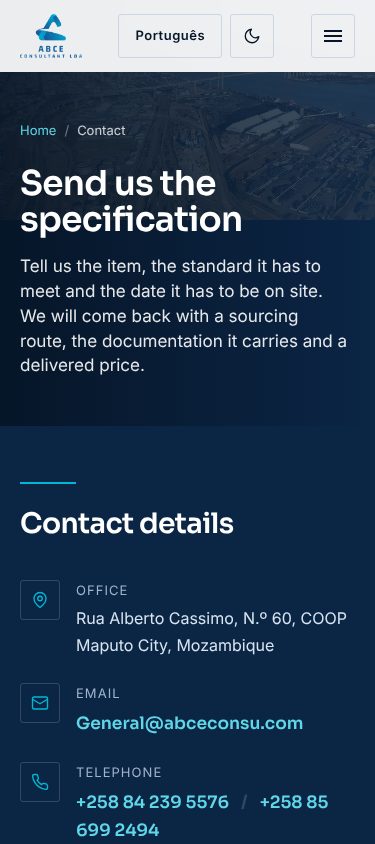 ABCE
CONSULTANT LDA
Português
Home / Contact
Send us the
specification
Tell us the item, the standard it has to
meet and the date it has to be on site.
We will come back with a sourcing
route, the documentation it carries and a
delivered price.
Contact details
OFFICE
Rua Alberto Cassimo, N.º 60, COOP
Maputo City, Mozambique
EMAIL
General@abceconsu.com
TELEPHONE
+258 84 239 5576 / +258 85
699 2494